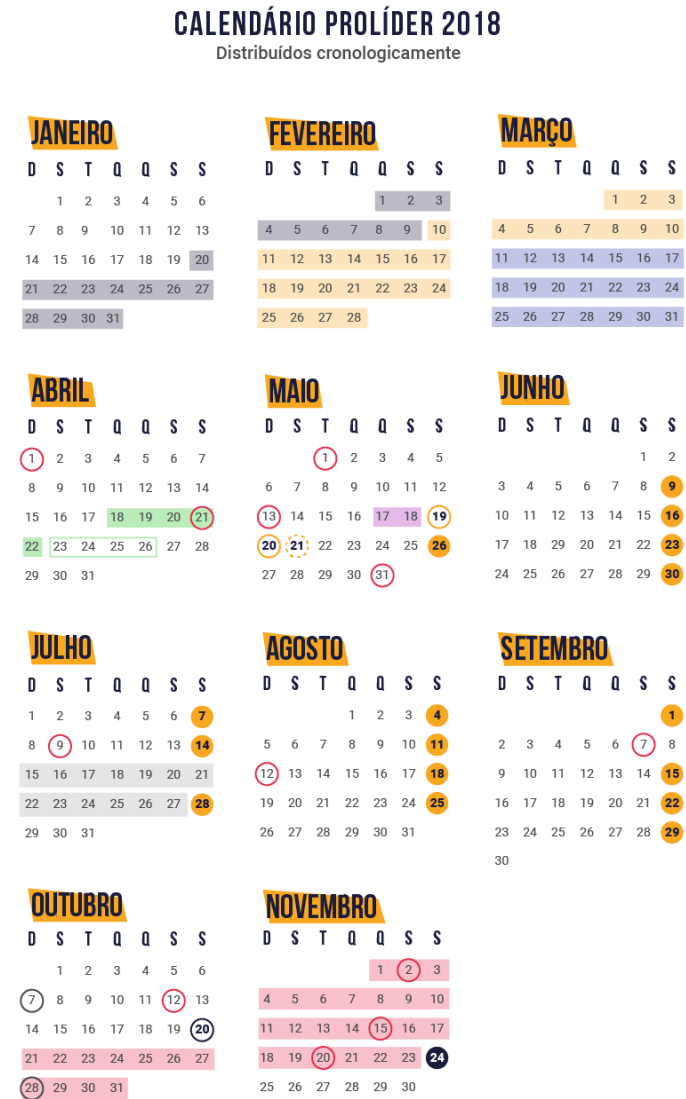 CALENDÁRIO PROLÍDER 2018
Distribuídos cronologicamente
JANEIRO
D S T Q Q S S
1 2 3 4 5 6
7 8 9 10 11 12 13
14 15 16 17 18 19 20
21 22 23 24 25 26 27
28 29 30 31
FEVEREIRO
D S T Q Q S S
1 2 3
4 5 6 7 8 9 10
11 12 13 14 15 16 17
18 19 20 21 22 23 24
25 26 27 28
MARÇO
D S T Q Q S S
1 2 3
4 5 6 7 8 9 10
11 12 13 14 15 16 17
18 19 20 21 22 23 24
25 26 27 28 29 30 31
ABRIL
D S T Q Q S S
1 2 3 4 5 6 7
8 9 10 11 12 13 14
15 16 17 18 19 20 21
22 23 24 25 26 27 28
29 30 31
MAIO
D S T Q Q S S
1 2 3 4 5
6 7 8 9 10 11 12
13 14 15 16 17 18 19
20 21 22 23 24 25 26
27 28 29 30 31
JUNHO
D S T Q Q S S
1 2
3 4 5 6 7 8 9
10 11 12 13 14 15 16
17 18 29 20 21 22 23
24 25 26 27 28 29 30
JULHO
D S T Q Q S S
1 2 3 4 5 6 7
8 9 10 11 12 13 14
15 16 17 18 19 20 21
22 23 24 25 26 27 28
29 30 31
AGOSTO
D S T Q Q S S
1 2 3 4
5 6 7 8 9 10 11
12 13 14 15 16 17 18
19 20 21 22 23 24 25
26 27 28 29 30 31
SETEMBRO
D S T Q Q S S
1
2 3 4 5 6 7 8
9 10 11 12 13 14 15
16 17 18 19 20 21 22
23 24 25 26 27 28 29
30
OUTUBRO
D S T Q Q S S
1 2 3 4 5 6
7 8 9 10 11 12 13
14 15 16 17 18 19 20
21 22 23 24 25 26 27
28 29 30 31
NOVEMBRO
D S T Q Q S S
1 2 3
4 5 6 7 8 9 10
11 12 13 14 15 16 17
18 19 20 21 22 23 24
25 26 27 28 29 30